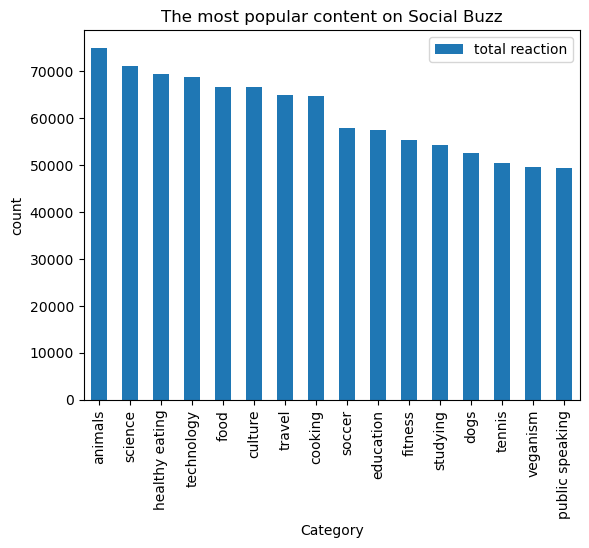 The most popular content on Social Buzz
total reaction
count
70000
60000
50000
40000
30000
20000
10000
0
animals
science
healthy eating
technology
food
culture
travel
cooking
soccer
education
fitness
studying
dogs
tennis
veganism
public speaking
Category